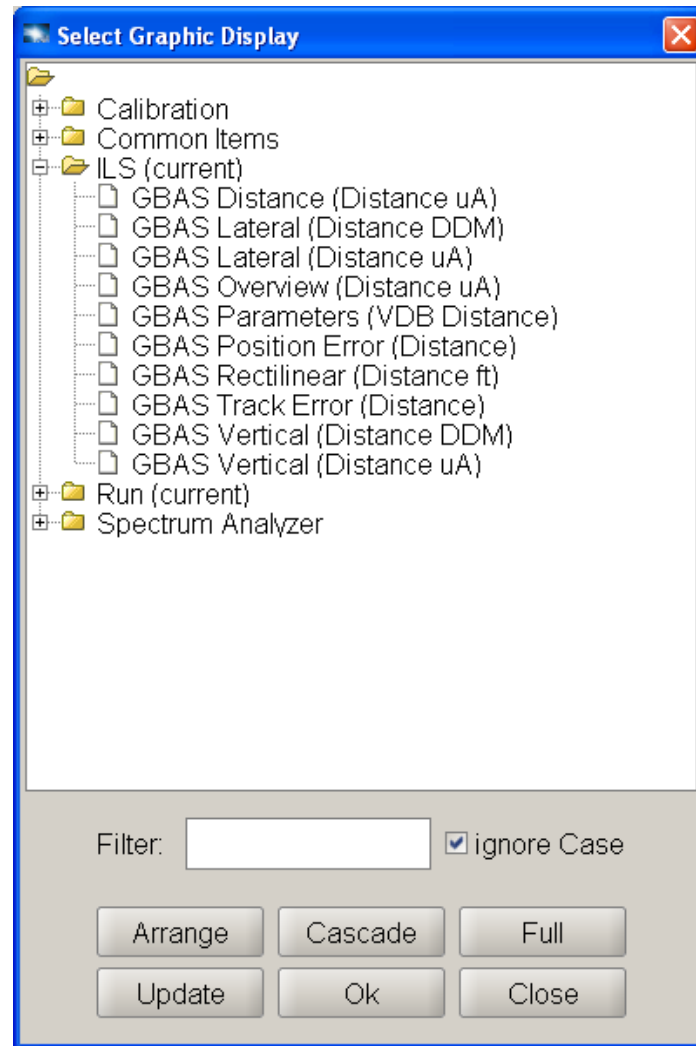 Select Graphic Display
Calibration
Common Items
ILS (current)
GBAS Distance (Distance uA)
GBAS Lateral (Distance DDM)
GBAS Lateral (Distance uA)
GBAS Overview (Distance uA)
GBAS Parameters (VDB Distance)
GBAS Position Error (Distance)
GBAS Rectilinear (Distance ft)
GBAS Track Error (Distance)
GBAS Vertical (Distance DDM)
GBAS Vertical (Distance uA)
Run (current)
Spectrum Analyzer
Filter: ignore Case
Arrange Cascade Full
Update Ok Close